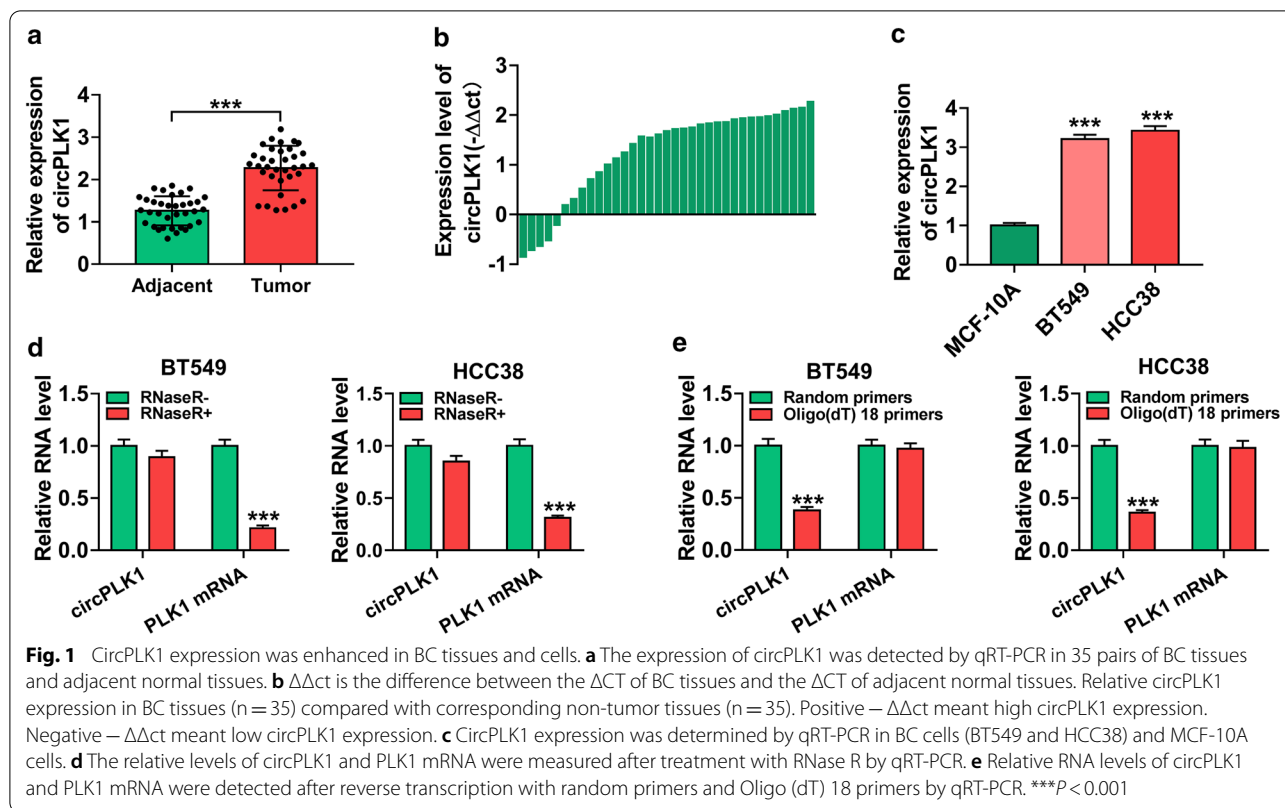 a
Relative expression
of circPLK1
4
3
2
1
0
***
Adjacent
Tumor
b
Expression level of
circPLK1(-ΔΔct)
3
2
1
0
-1
c
Relative expression
of circPLK1
4
3
2
1
0
***
***
MCF-10A
BT549
HCC38
d
BT549
Relative RNA level
1.5
1.0
0.5
0.0
RNaseR-
RNaseR+
***
circPLK1
PLK1 mRNA
HCC38
Relative RNA level
1.5
1.0
0.5
0.0
RNaseR-
RNaseR+
***
circPLK1
PLK1 mRNA
e
BT549
Relative RNA level
1.5
1.0
0.5
0.0
Random primers
Oligo(dT) 18 primers
***
circPLK1
PLK1 mRNA
HCC38
Relative RNA level
1.5
1.0
0.5
0.0
Random primers
Oligo(dT) 18 primers
***
circPLK1
PLK1 mRNA
Fig. 1 CircPLK1 expression was enhanced in BC tissues and cells. a The expression of circPLK1 was detected by qRT-PCR in 35 pairs of BC tissues
and adjacent normal tissues. b ΔΔct is the difference between the ΔCT of BC tissues and the ΔCT of adjacent normal tissues. Relative circPLK1
expression in BC tissues (n = 35) compared with corresponding non-tumor tissues (n = 35). Positive − ΔΔct meant high circPLK1 expression.
Negative − ΔΔct meant low circPLK1 expression. c CircPLK1 expression was determined by qRT-PCR in BC cells (BT549 and HCC38) and MCF-10A
cells. d The relative levels of circPLK1 and PLK1 mRNA were measured after treatment with RNase R by qRT-PCR. e Relative RNA levels of circPLK1
and PLK1 mRNA were detected after reverse transcription with random primers and Oligo (dT) 18 primers by qRT-PCR. ***P < 0.001